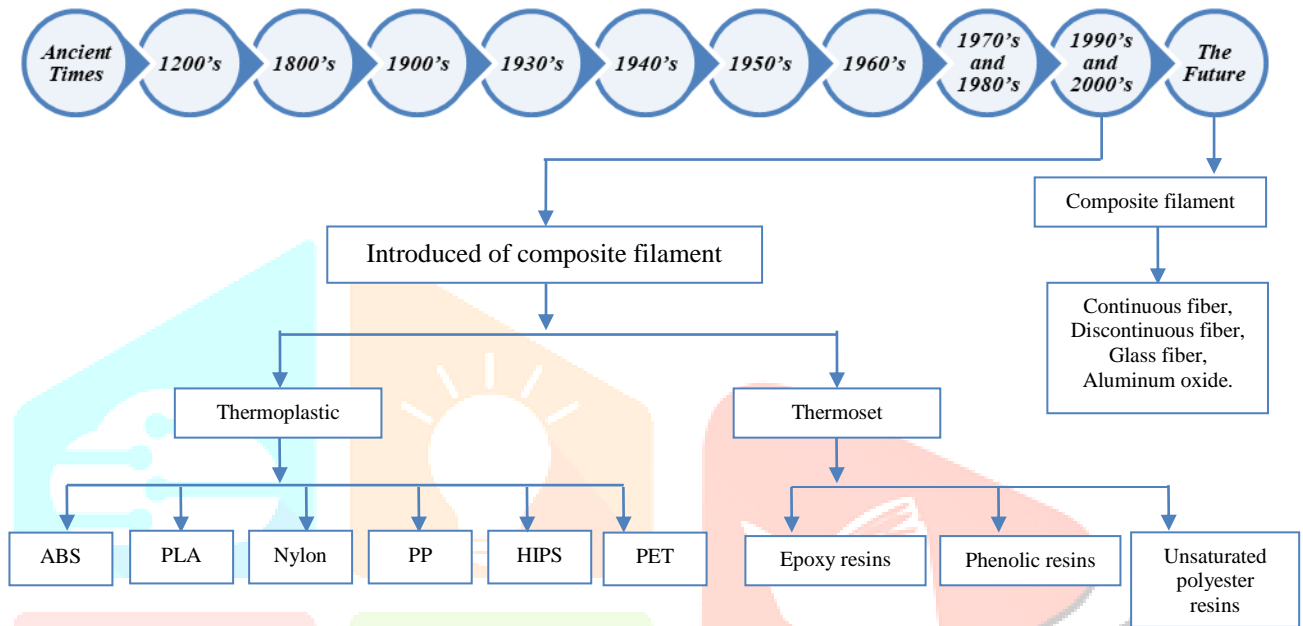 Ancient
Times
1200's
1800's
1900's
1930's
1940's
1950's
1960's
1970's
and
1980's
1990's
and
2000's
The
Future
Composite filament
Introduced of composite filament
Continuous fiber,
Discontinuous fiber,
Glass fiber,
Aluminum oxide.
Thermoplastic
Thermoset
ABS
PLA
Nylon
PP
HIPS
PET
Epoxy resins
Phenolic resins
Unsaturated
polyester
resins